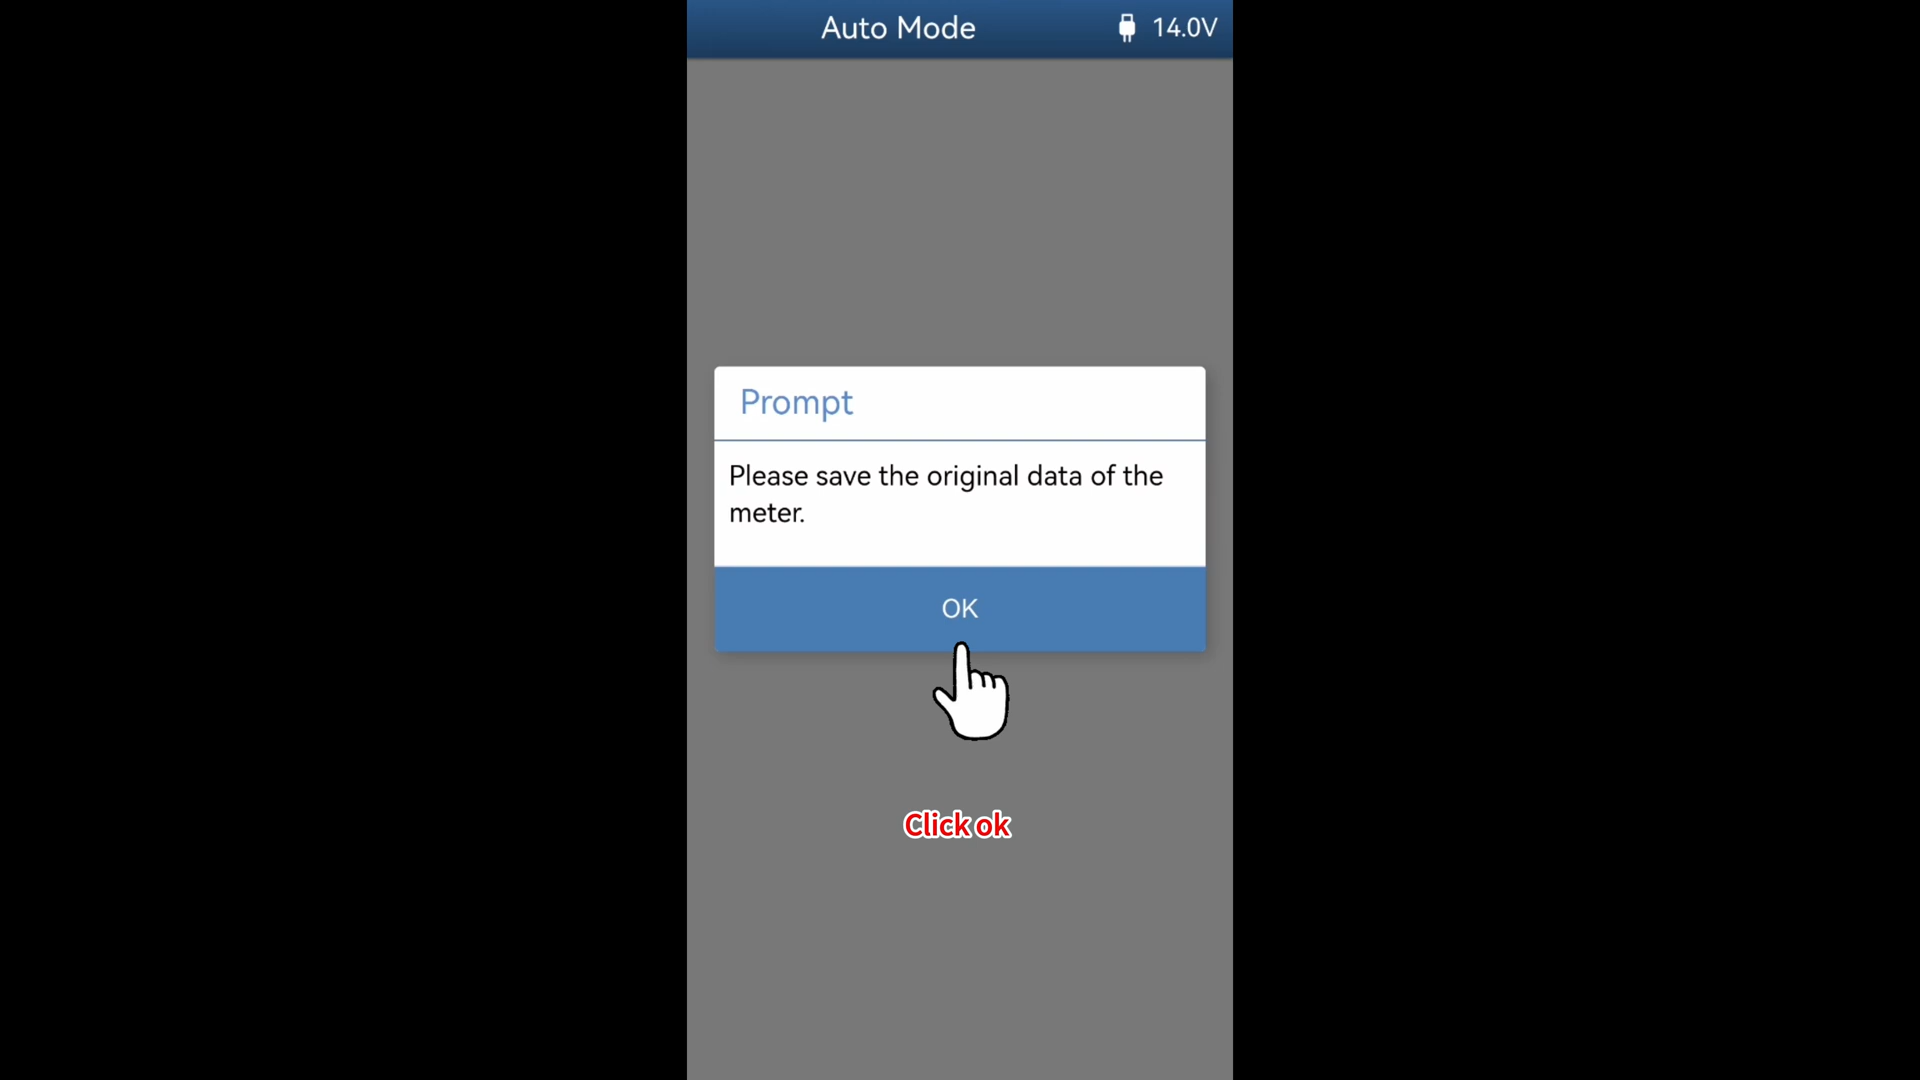 Auto Mode
14.0V
Prompt
Please save the original data of the
meter.
OK
Click ok